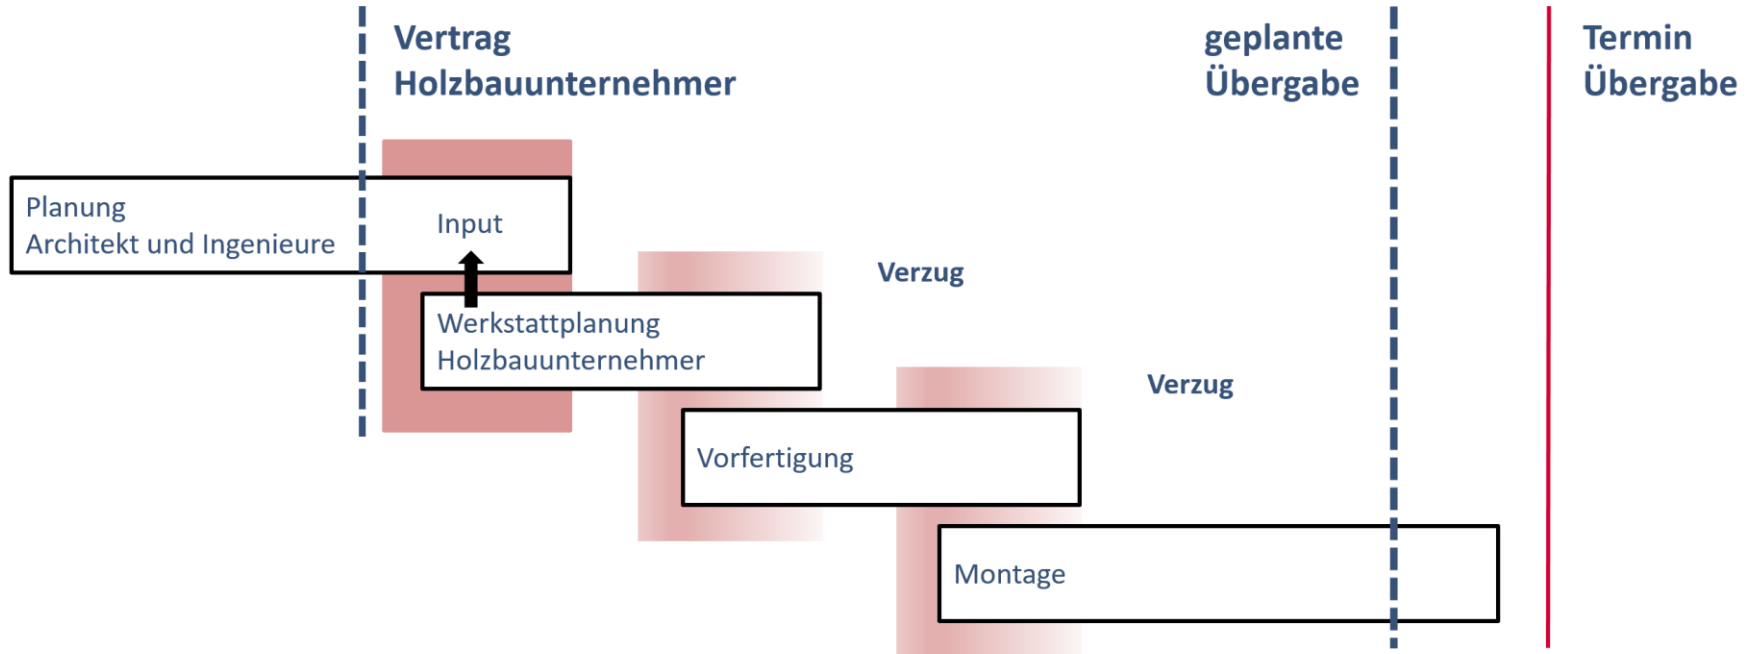 Vertrag
Holzbauunternehmer
geplante
Übergabe
Termin
Übergabe
Planung
Architekt und Ingenieure
Input
Verzug
Werkstattplanung
Holzbauunternehmer
Verzug
Vorfertigung
Montage